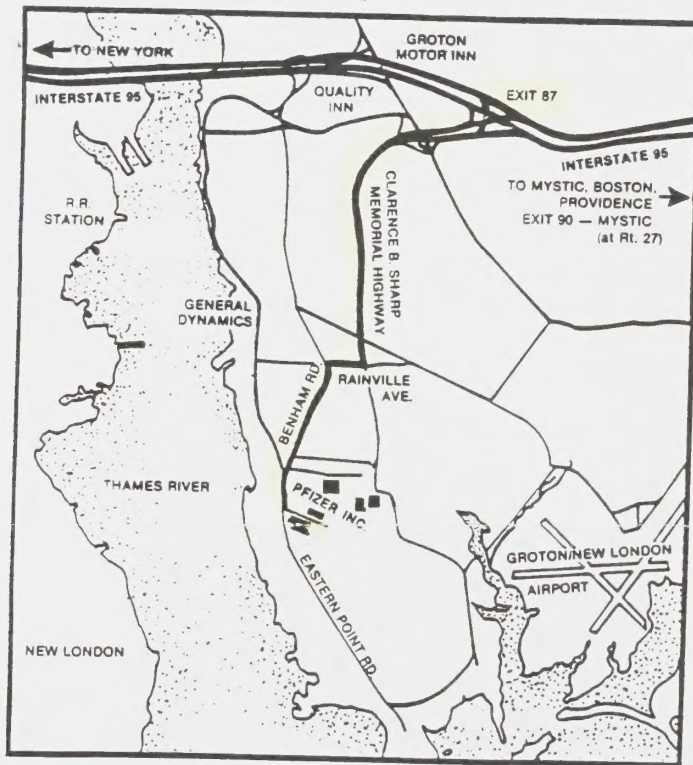 TO NEW YORK
INTERSTATE 95
GROTON
MOTOR INN
QUALITY
INN
EXIT 87
INTERSTATE 95
TO MYSTIC, BOSTON,
PROVIDENCE
EXIT 90 — MYSTIC
(at Rt. 27)
R.R.
STATION
CLARENCE B. SHARP
MEMORIAL HIGHWAY
GENERAL
DYNAMICS
BENHAM RD.
RAINVILLE
AVE.
THAMES RIVER
PFIZER INC.
GROTON/NEW LONDON
AIRPORT
EASTERN POINT RD.
NEW LONDON